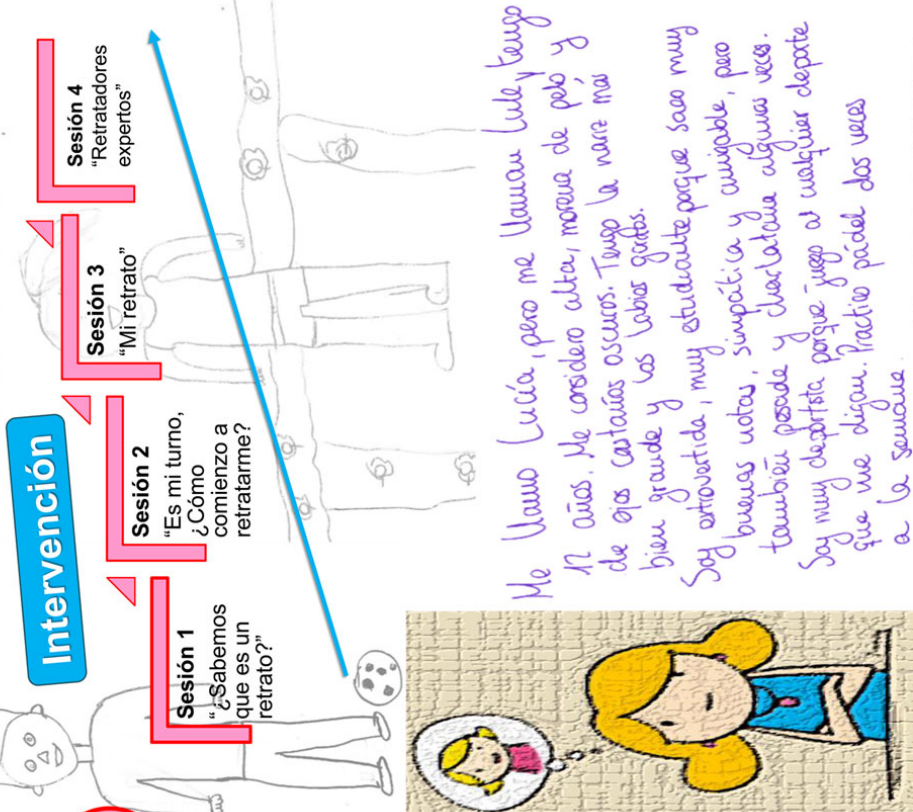 Intervención
Sesión 1
“¿Sabemos
que es un
retrato?”
Sesión 2
“Es mi turno,
¿Cómo
comienzo a
retratarme?
Sesión 3
“Mi retrato”
Sesión 4
“Retratadores
expertos”
Me llamo Lucía, pero me llaman Lule y tengo
12 años. Me considero alta, morena de pelo y
de ojos castaños oscuros. Tengo la nariz más
bien grande y los labios gordos.
Soy extrovertida, muy estudiante porque saco muy
buenas notas, simpática y amigable, pero
también pesada y charlatana algunas veces.
Soy muy deportista porque juego al cualquier deporte
que me digan. Practico pádel dos veces
a la semana.